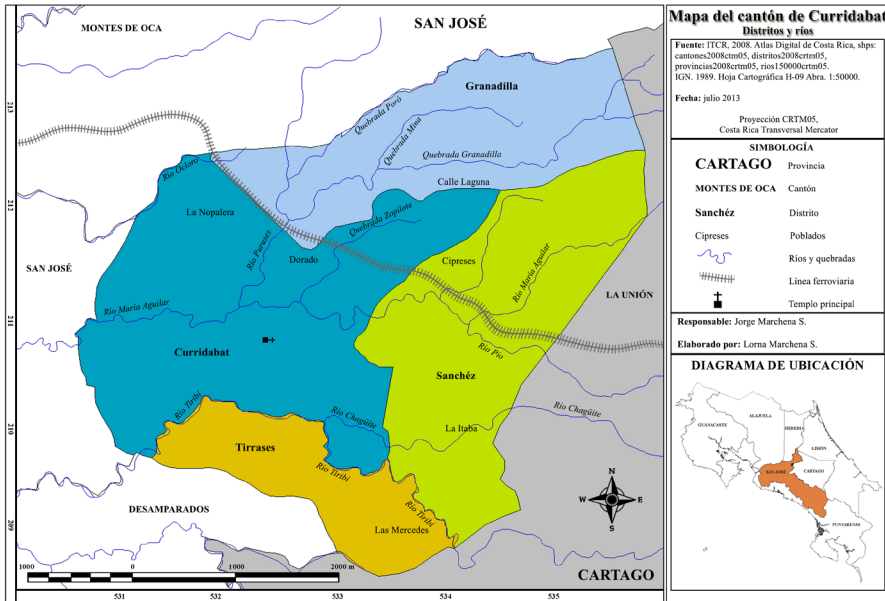 MONTES DE OCA
SAN JOSÉ
Granadilla
Quebrada Poró
Quebrada Mina
Quebrada Granadilla
Calle Laguna
Río Ocloro
La Nopalera
Quebrada Zapilote
Río Puruses
Dorado
Cipreses
Río María Aguilar
SAN JOSÉ
LA UNIÓN
Río María Aguilar
Curridabat
Río Pio
Sanchéz
Río Tiribí
Río Chagüite
Río Chagüite
La Itaba
Tirrases
Río Tiribí
Río Tiribí
DESAMPARADOS
Las Mercedes
N
W
E
S
CARTAGO
213
212
211
210
209
1000
0
1000
2000 m
531
532
533
534
535
Mapa del cantón de Curridabat
Distritos y ríos
Fuente: ITCR, 2008. Atlas Digital de Costa Rica, shps:
cantones2008ctm05, distritos2008crtm05,
provincias2008crtm05, rios150000crtm05.
IGN. 1989. Hoja Cartográfica H-09 Abra. 1:50000.
Fecha: julio 2013
Proyección CRTM05,
Costa Rica Transversal Mercator
SIMBOLOGÍA
CARTAGO Provincia
MONTES DE OCA Cantón
Sanchéz Distrito
Cipreses Poblados
Ríos y quebradas
Línea ferroviaria
Templo principal
Responsable: Jorge Marchena S.
Elaborado por: Lorna Marchena S.
DIAGRAMA DE UBICACIÓN
GUANACASTE
ALAJUELA
HEREDIA
LIMÓN
SAN JOSÉ
CARTAGO
PUNTARENAS